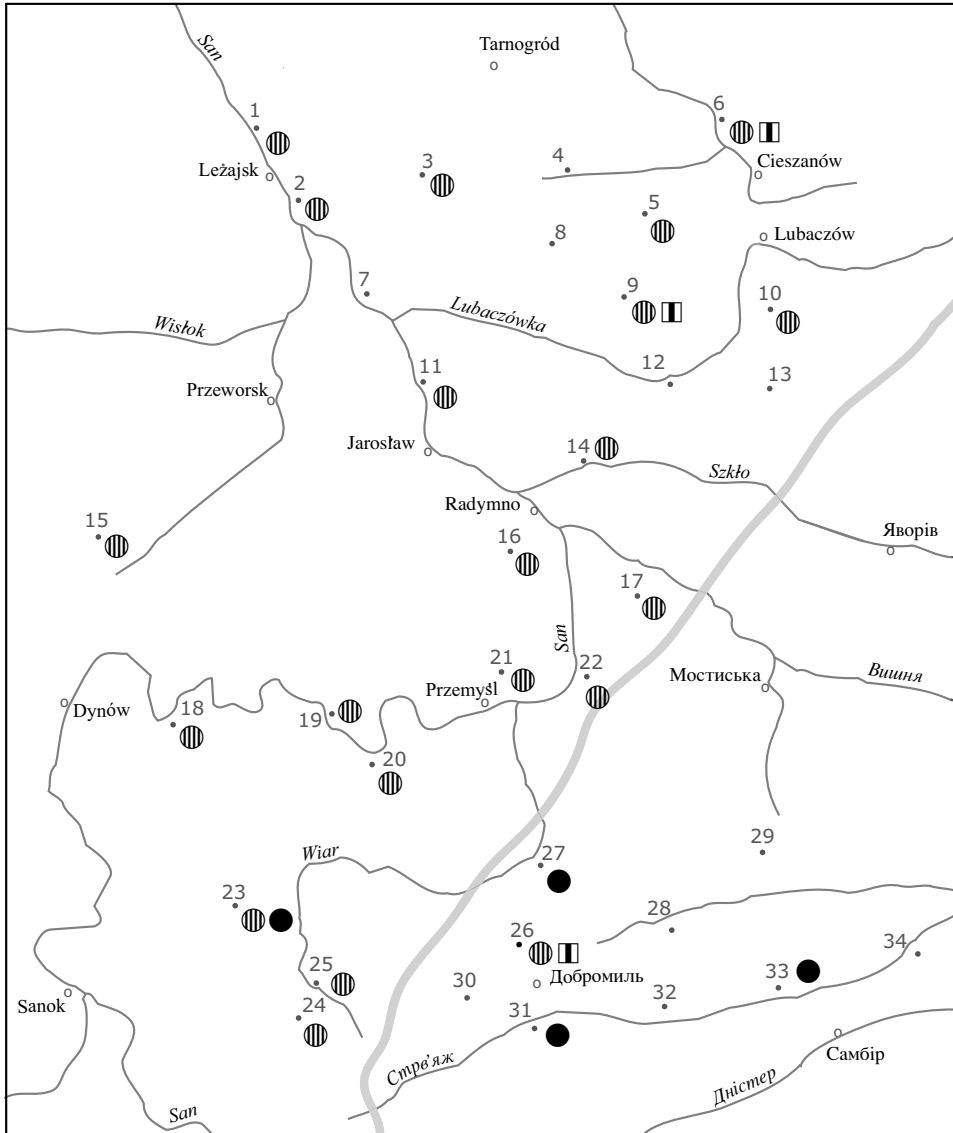 San
Tarnogród
1
6
3
4
Cieszanów
Leżajsk
2
5
8
Lubaczów
7
9
10
Lubaczówka
Wisłok
12
13
11
Przeworsk
Jarosław
14
Szkło
Radymno
15
16
Яворів
17
San
21
22
Przemyśl
Мостиська
Вишня
Dynów
18
19
20
Wiar
27
29
23
28
26
34
25
Добромиль
33
Sanok
30
32
24
31
Самбір
Стрв'яж
Дністер
San